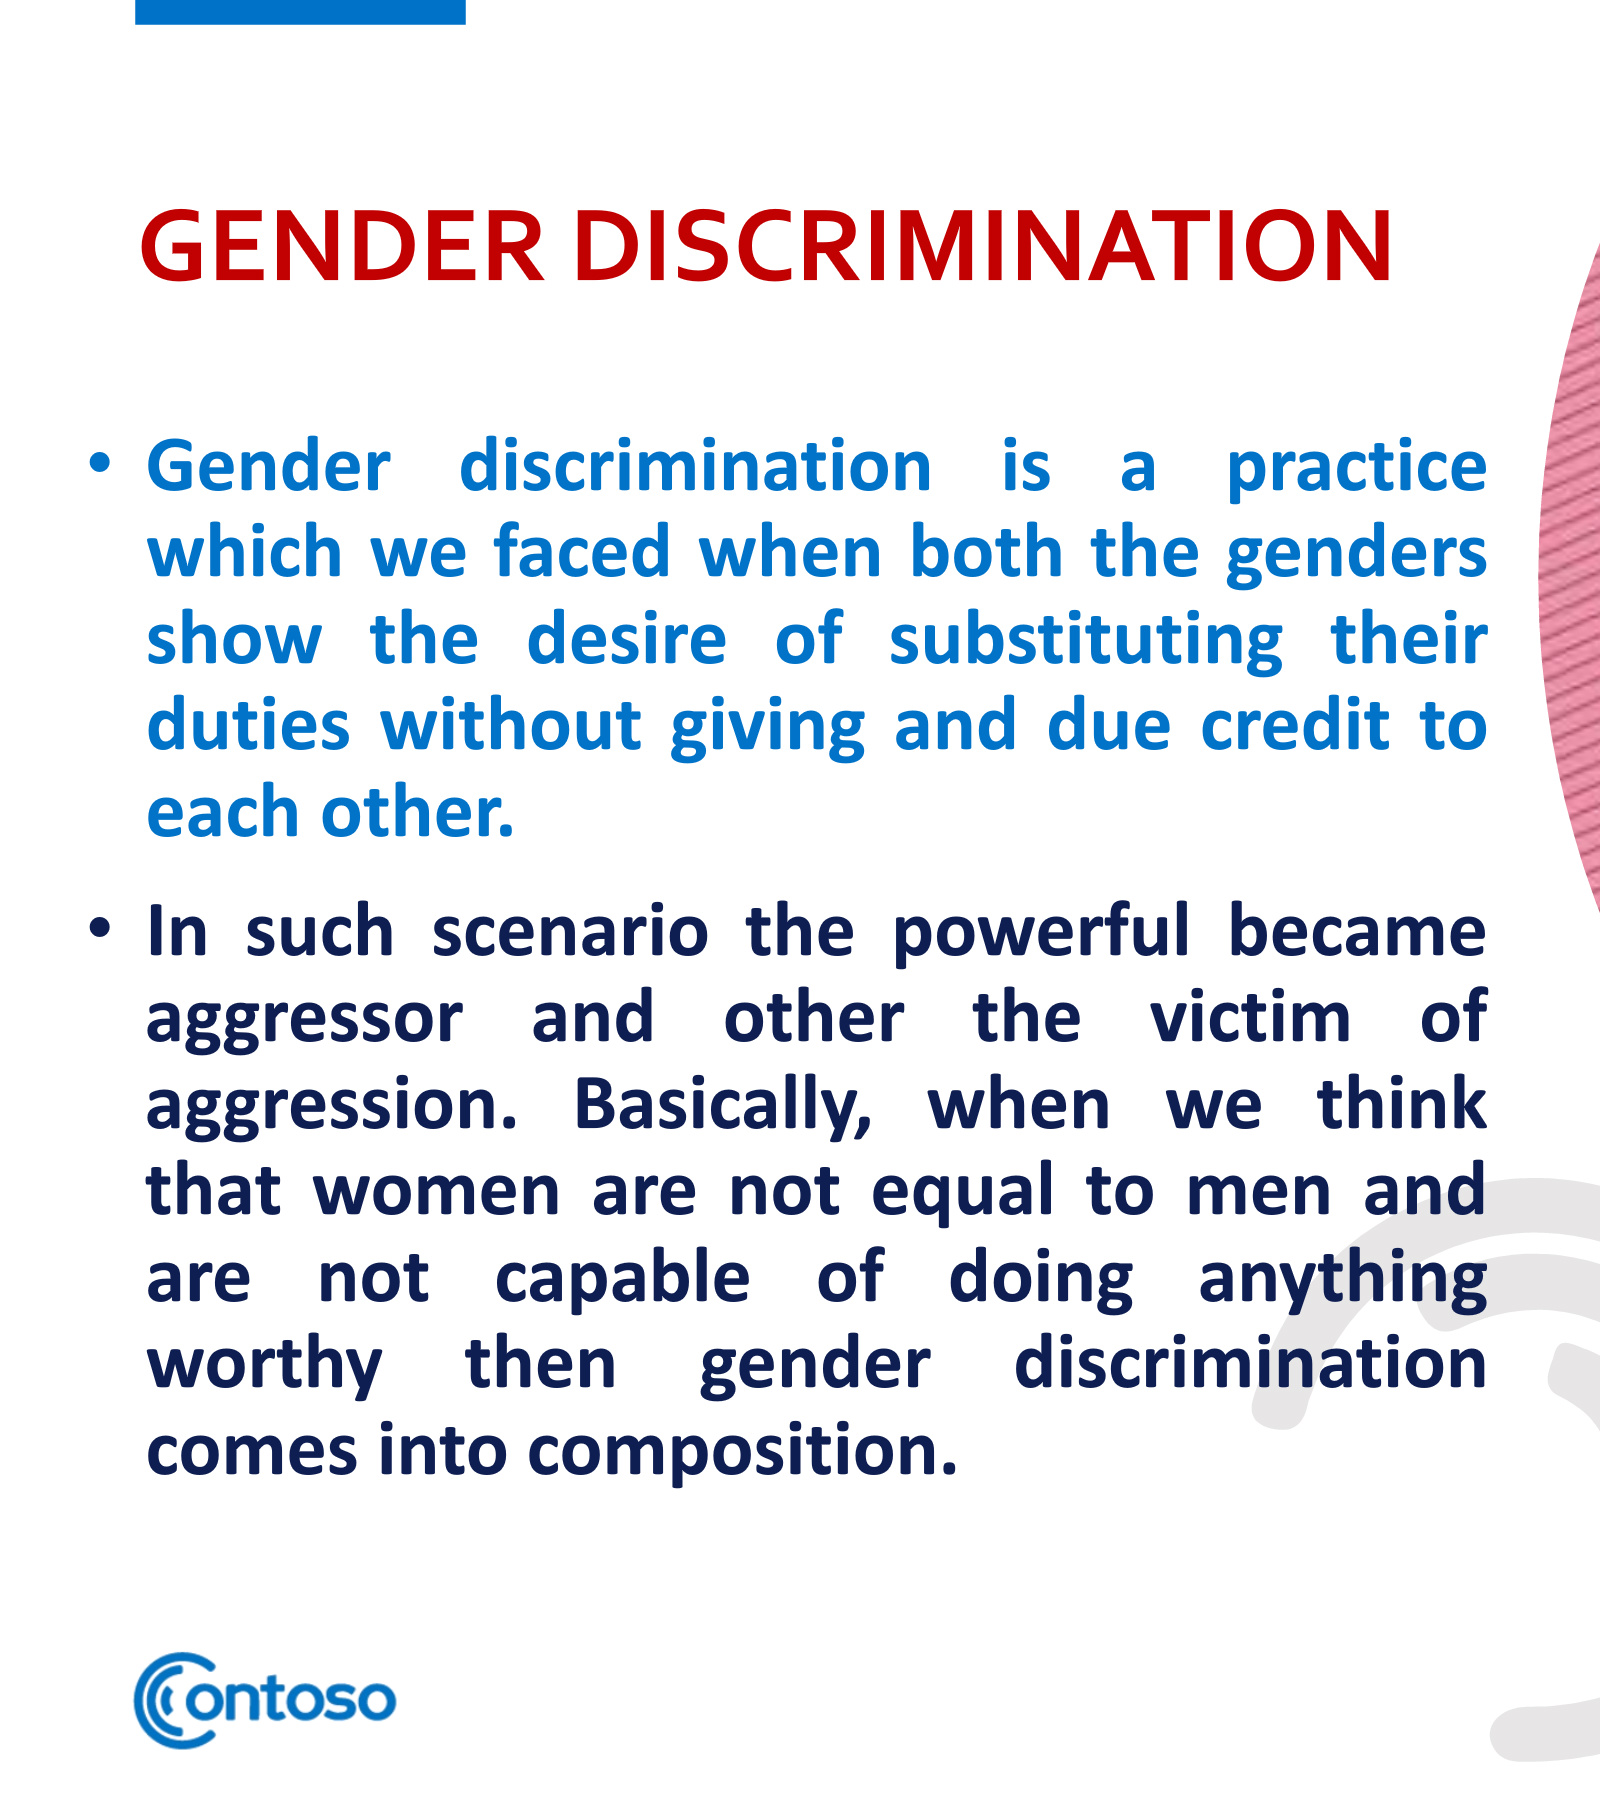 GENDER DISCRIMINATION
• Gender discrimination is a practice
which we faced when both the genders
show the desire of substituting their
duties without giving and due credit to
each other.
• In such scenario the powerful became
aggressor and other the victim of
aggression. Basically, when we think
that women are not equal to men and
are not capable of doing anything
worthy then gender discrimination
comes into composition.
Contoso